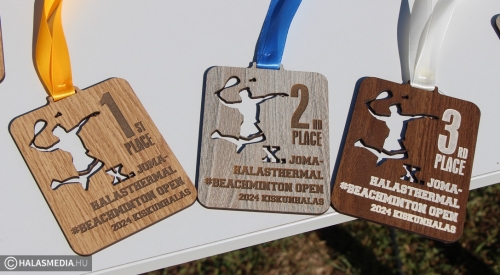 1ST
PLACE
X. JOMA-
HALASTHERMAL
#BEACHMINTON OPEN
2024 KISKUNHALAS
2ND
PLACE
X. JOMA-
HALASTHERMAL
#BEACHMINTON OPEN
2024 KISKUNHALAS
3RD
PLACE
X. JOMA-
HALASTHERMAL
#BEACHMINTON OPEN
2024 KISKUNHALAS
© HALASMEDIA.HU